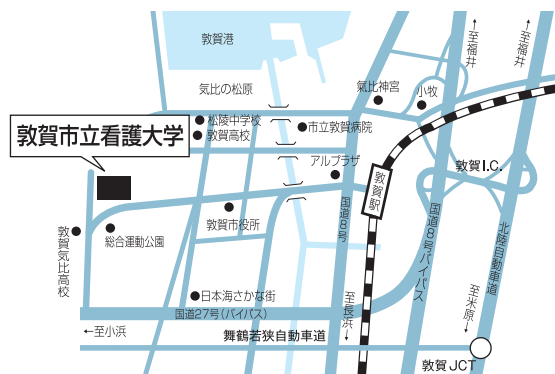 敦賀港
↑至福井
↑至福井
気比の松原
氣比神宮
小牧
松陵中学校
敦賀高校
市立敦賀病院
敦賀市立看護大学
アルプラザ
敦賀I.C.
敦賀駅
敦賀気比高校
総合運動公園
敦賀市役所
国道8号
国道8号バイパス
北陸自動車道
日本海さかな街
国道27号(バイパス)
至長浜→
至米原→
←至小浜
舞鶴若狭自動車道
敦賀JCT